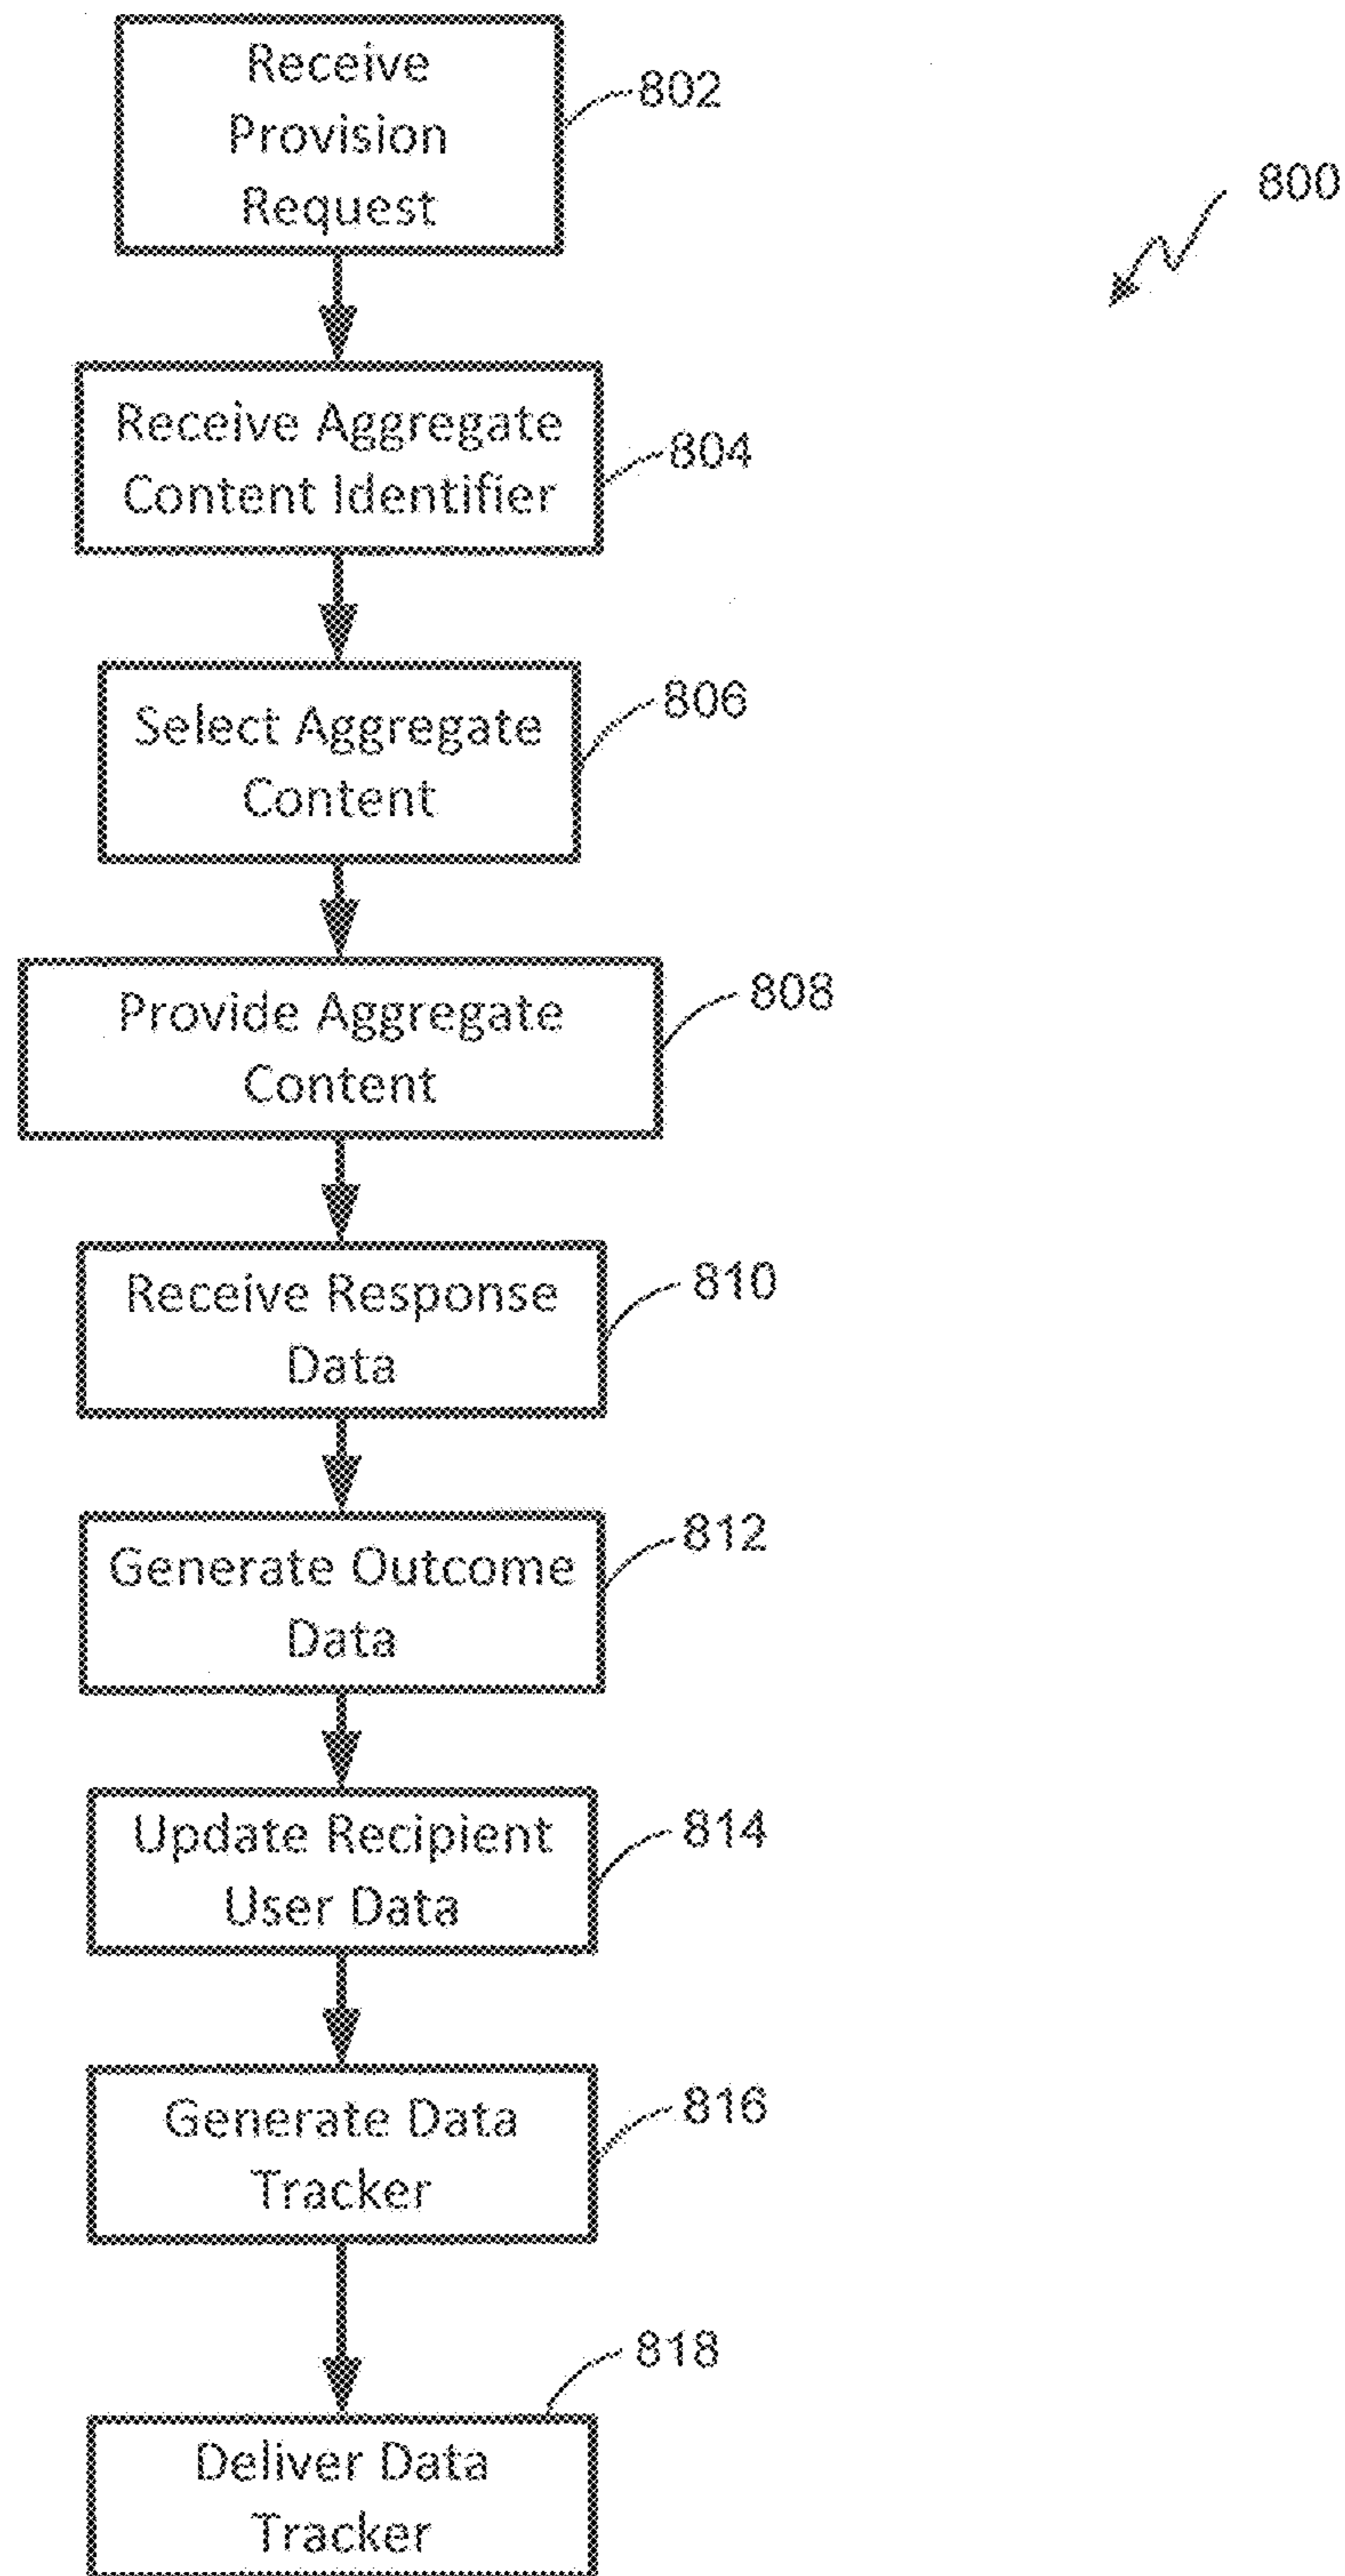 Receive
Provision
Request
802
800
Receive Aggregate
Content Identifier
804
Select Aggregate
Content
806
Provide Aggregate
Content
808
Receive Response
Data
810
Generate Outcome
Data
812
Update Recipient
User Data
814
Generate Data
Tracker
816
818
Deliver Data
Tracker